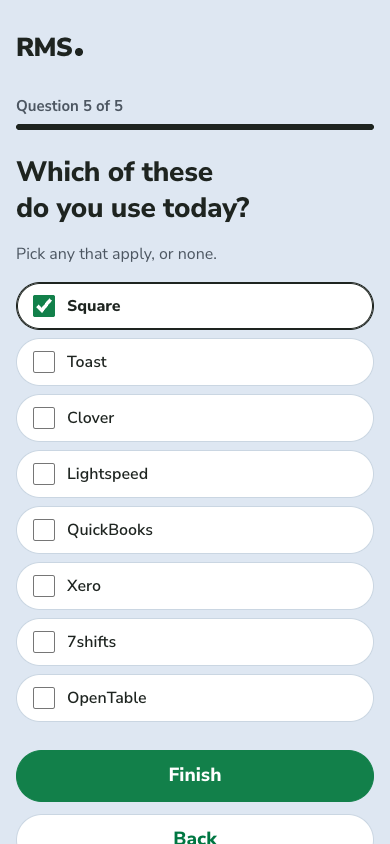 RMS.
Question 5 of 5
Which of these
do you use today?
Pick any that apply, or none.
Square
Toast
Clover
Lightspeed
QuickBooks
Xero
7shifts
OpenTable
Finish
Back